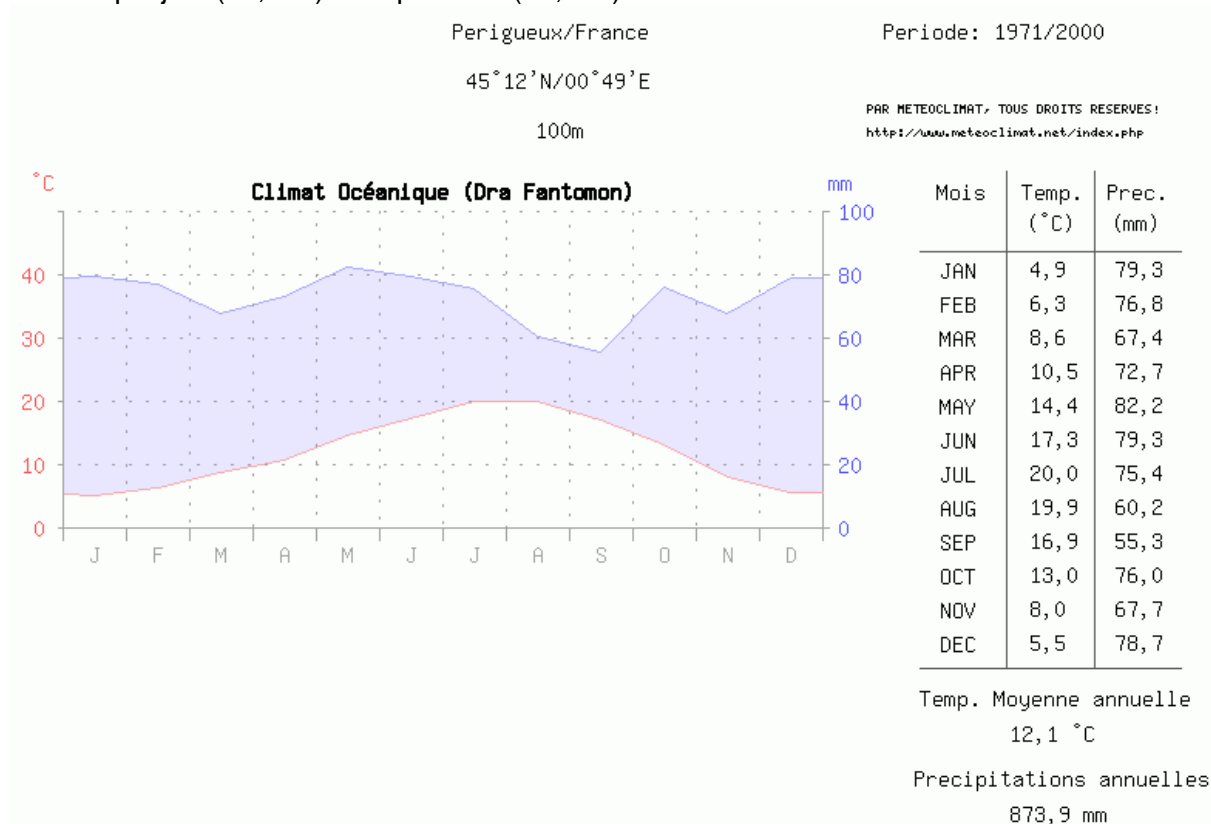 Perigueux/France
Periode: 1971/2000
45°12'N/00°49'E
PAR METEOCLIMAT, TOUS DROITS RESERVES!
100m
http://www.meteoclimat.net/index.php
°C
Climat Océanique (Dra Fantomon)
mm
100
40
80
30
60
20
40
10
20
0
0
J F M A M J J A S O N D
Mois Temp. Prec.
(°C) (mm)
JAN 4,9 79,3
FEB 6,3 76,8
MAR 8,6 67,4
APR 10,5 72,7
MAY 14,4 82,2
JUN 17,3 79,3
JUL 20,0 75,4
AUG 19,9 60,2
SEP 16,9 55,3
OCT 13,0 76,0
NOV 8,0 67,7
DEC 5,5 78,7
Temp. Moyenne annuelle
12,1 °C
Precipitations annuelles
873,9 mm